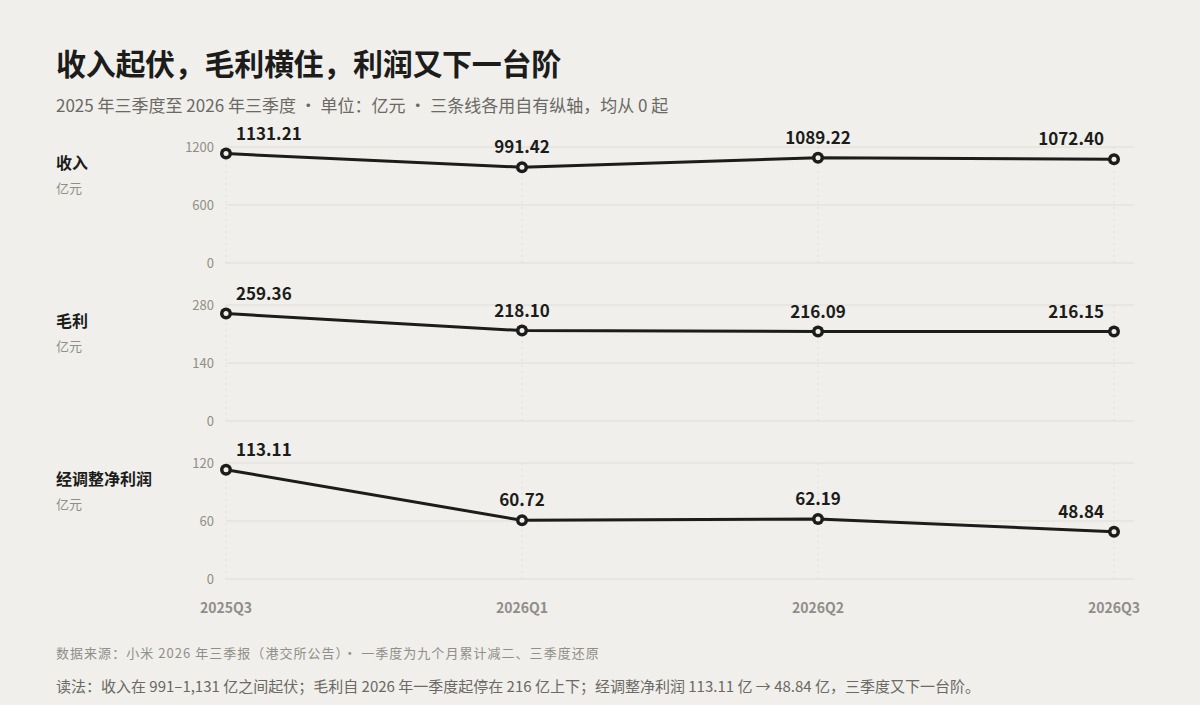 收入起伏，毛利横住，利润又下一台阶
2025 年三季度至 2026 年三季度 · 单位：亿元 · 三条线各用自有纵轴，均从 0 起
收入
亿元
1200
600
0
1131.21
991.42
1089.22
1072.40
毛利
亿元
280
140
0
259.36
218.10
216.09
216.15
经调整净利润
亿元
120
60
0
113.11
60.72
62.19
48.84
2025Q3
2026Q1
2026Q2
2026Q3
数据来源：小米 2026 年三季报（港交所公告）· 一季度为九个月累计减二、三季度还原
读法：收入在 991–1,131 亿之间起伏；毛利自 2026 年一季度起停在 216 亿上下；经调整净利润 113.11 亿 → 48.84 亿，三季度又下一台阶。